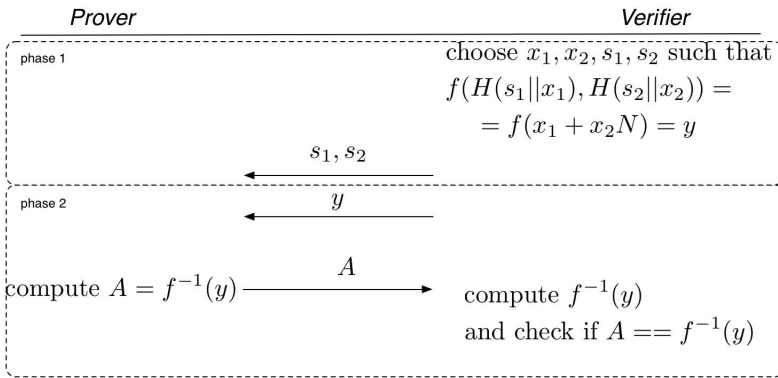 Prover Verifier
phase 1
choose x₁, x₂, s₁, s₂ such that
f(H(s₁||x₁), H(s₂||x₂)) =
= f(x₁ + x₂N) = y
s₁, s₂
phase 2
y
compute A = f⁻¹(y)
A
compute f⁻¹(y)
and check if A == f⁻¹(y)